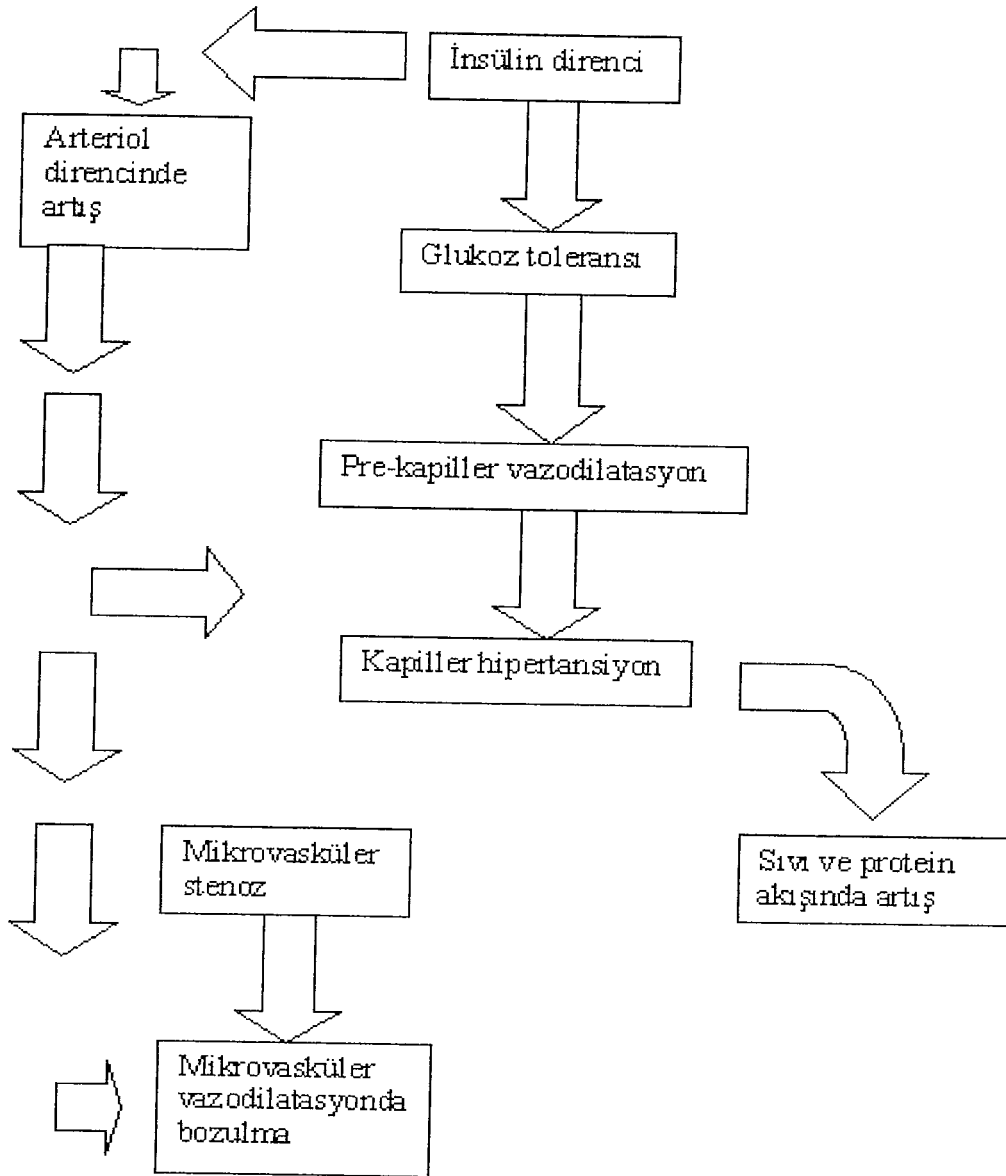 İnsülin direnci
Arteriol
direncinde
artış
Glukoz toleransı
Pre-kapiller vazodilatasyon
Kapiller hipertansiyon
Mikrovasküler
stenoz
Sıvı ve protein
akışında artış
Mikrovasküler
vazodilatasyonda
bozulma